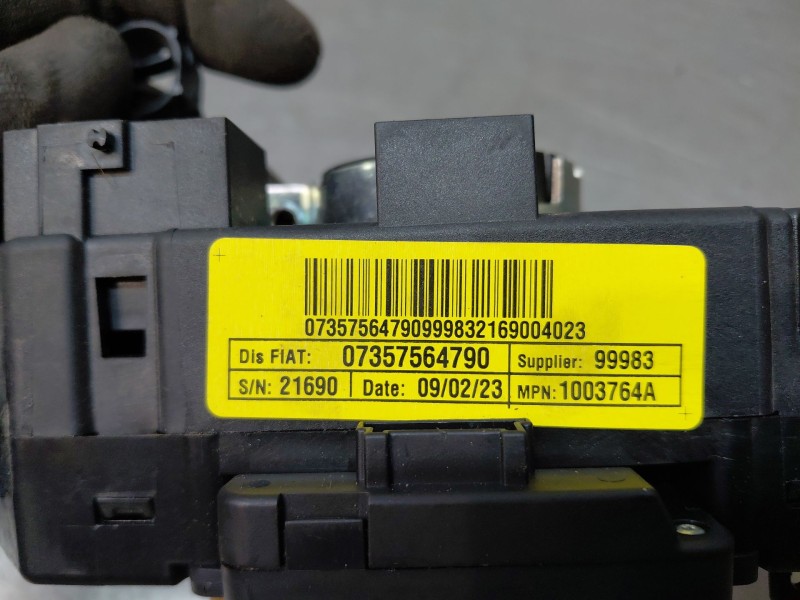 07357564790999832169004023
Dis FIAT: 07357564790 Supplier: 99983
S/N: 21690 Date: 09/02/23 MPN: 1003764A